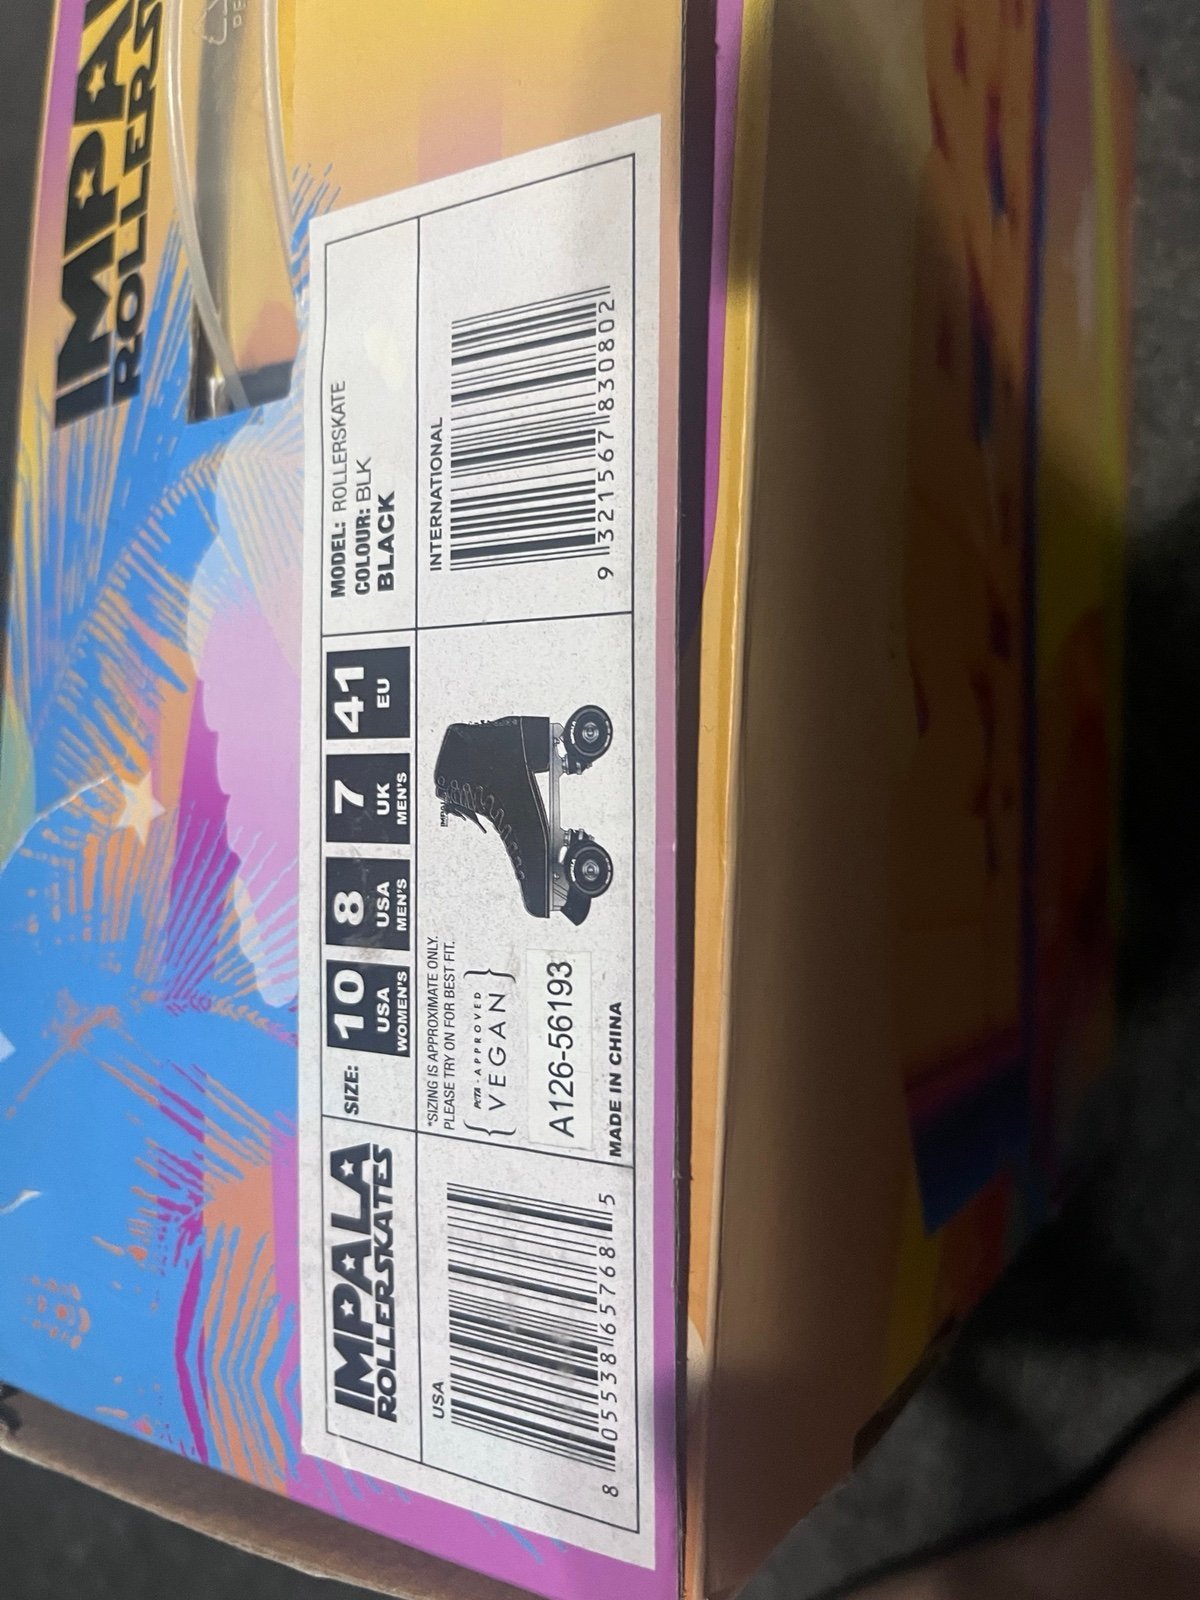 IMPA
ROLLERS
PE
IMPALA
ROLLERSKATES
SIZE:
10 USA WOMEN'S
8 USA MEN'S
7 UK MEN'S
41 EU
MODEL: ROLLERSKATE
COLOUR: BLK
BLACK
USA
8 05538 65768 5
*SIZING IS APPROXIMATE ONLY.
PLEASE TRY ON FOR BEST FIT.
PETA-APPROVED
VEGAN
A126-56193
MADE IN CHINA
IMPALA
INTERNATIONAL
9 321567 830802